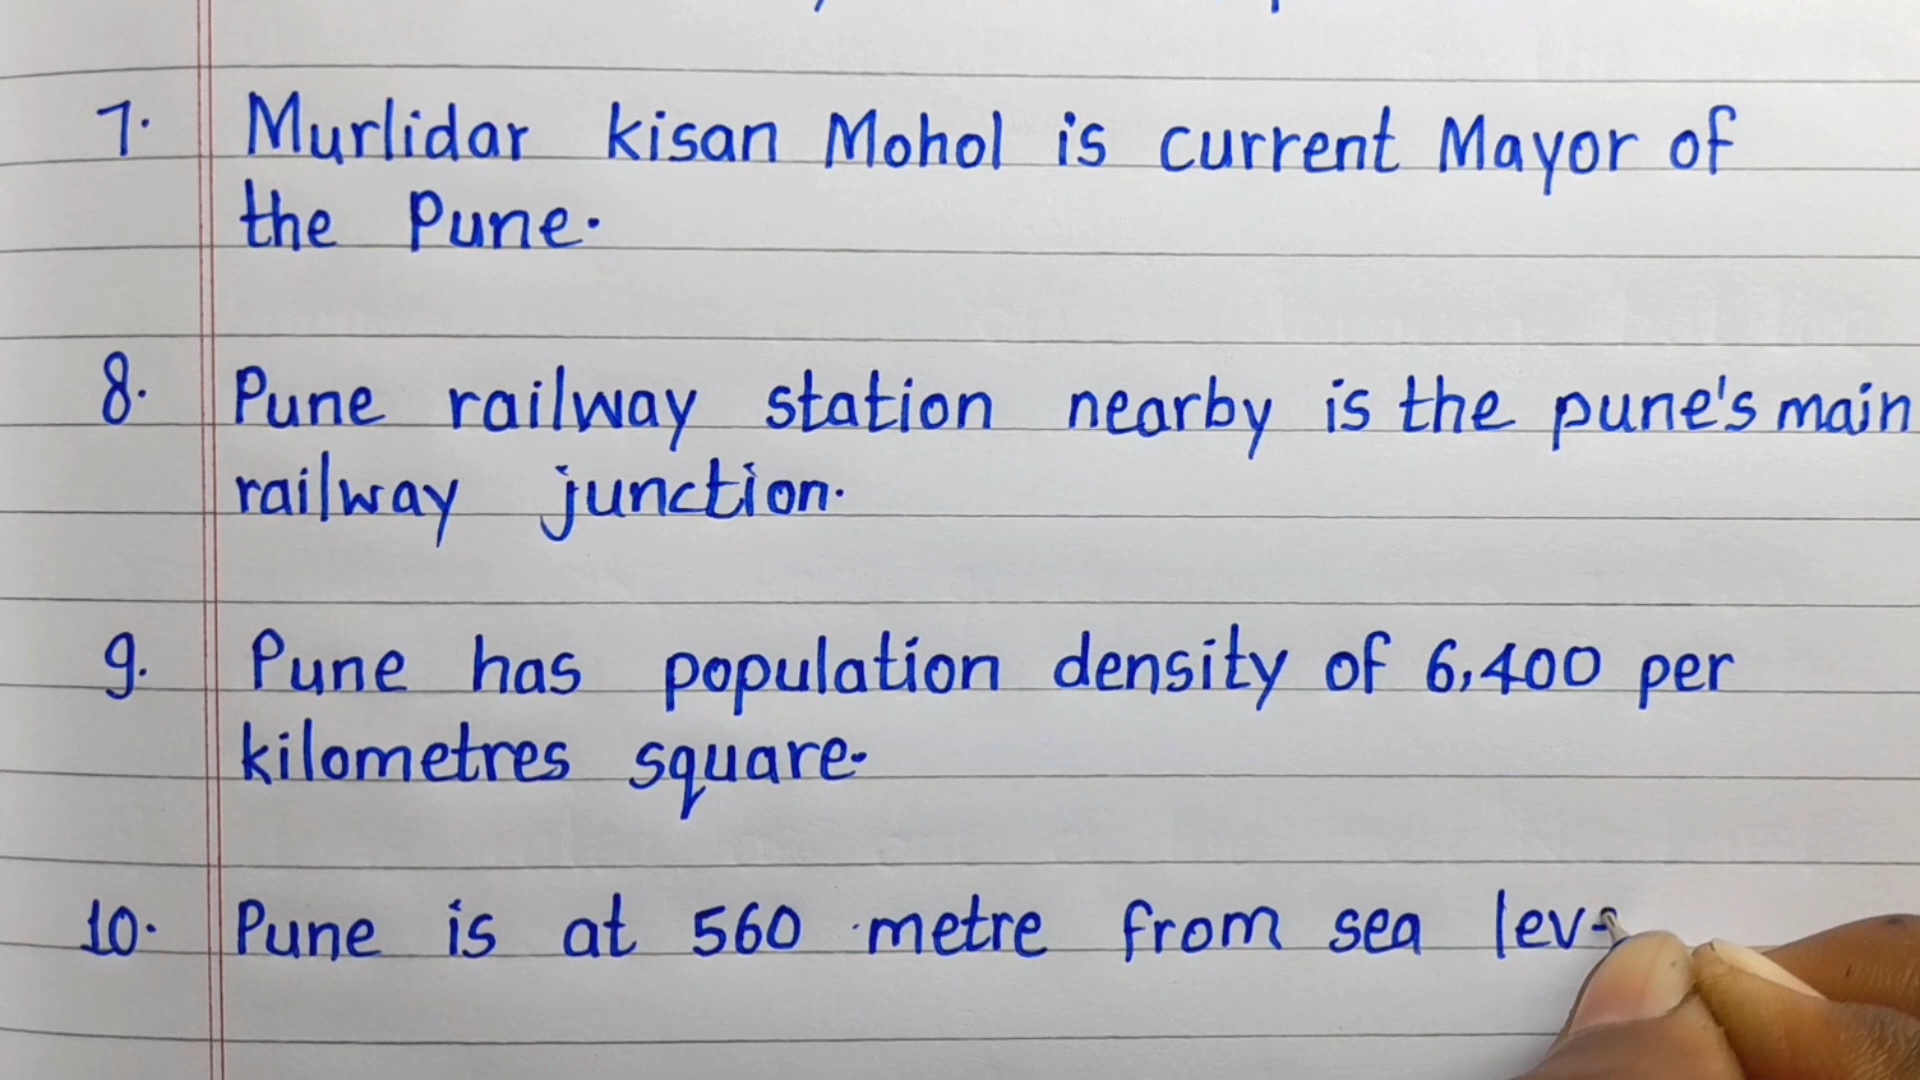 7. Murlidar kisan Mohol is current Mayor of
the Pune.
8. Pune railway station nearby is the pune's main
railway junction.
9. Pune has population density of 6,400 per
kilometres square.
10. Pune is at 560 metre from sea leve